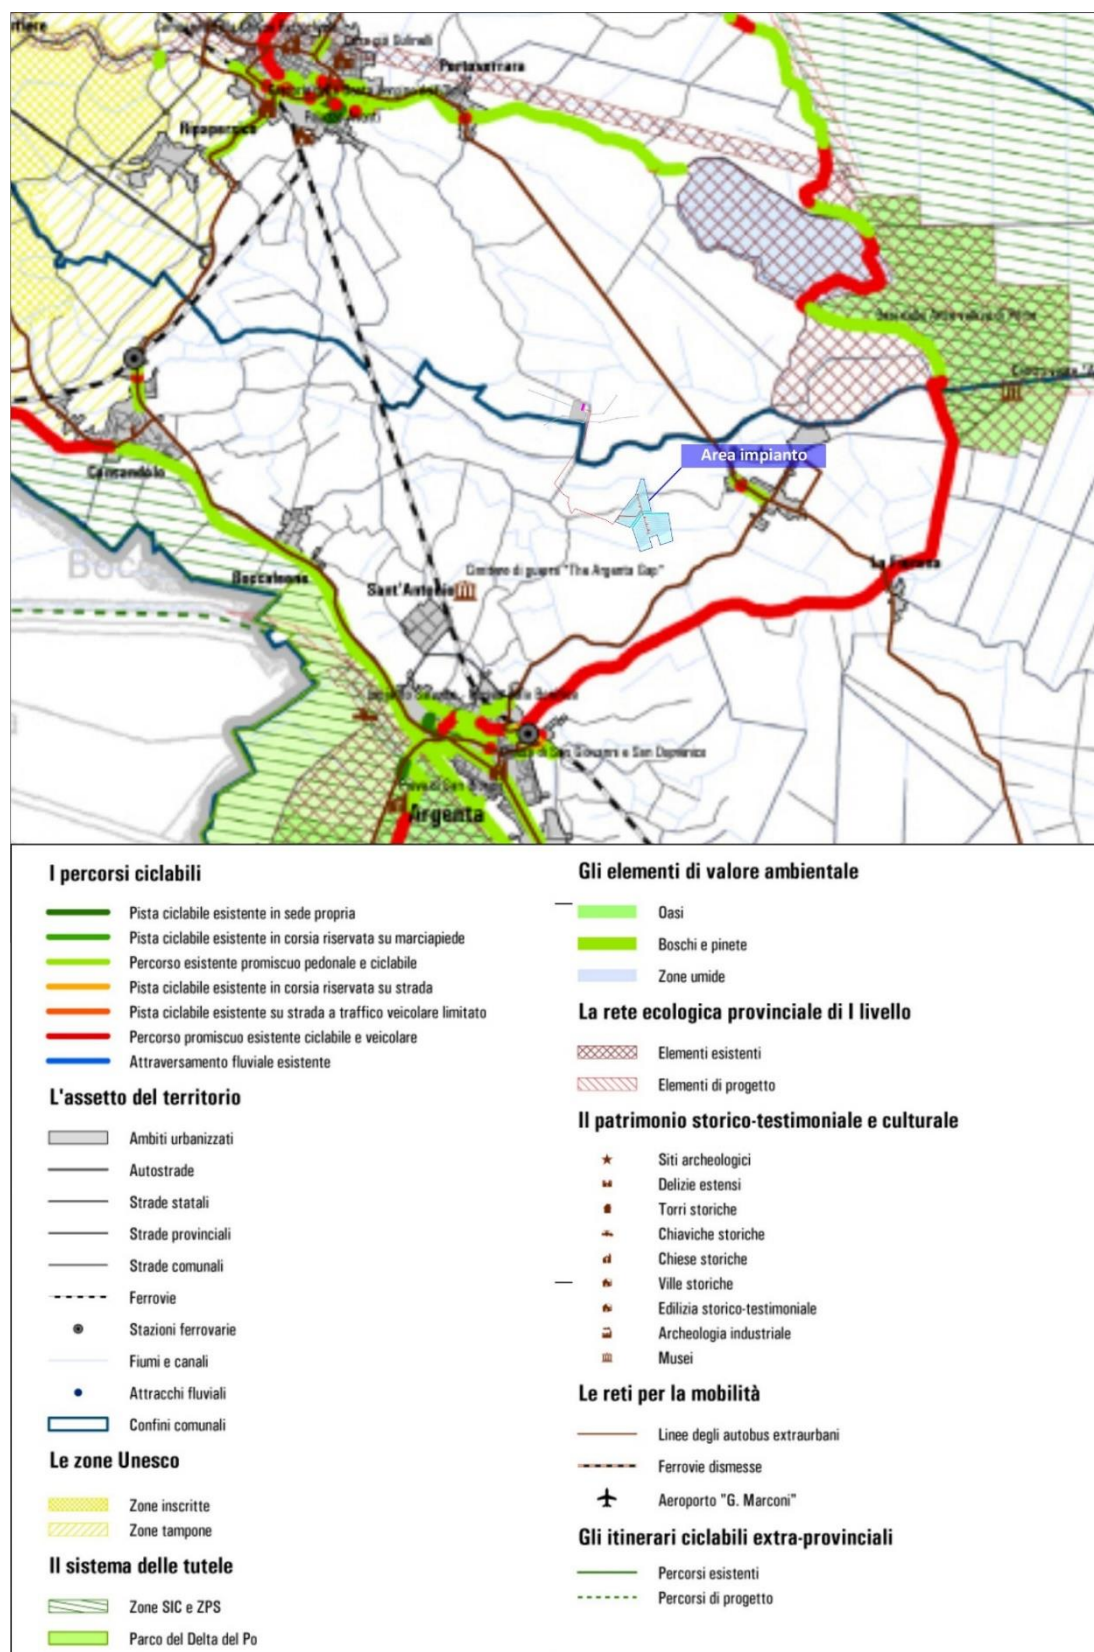 Portoverrara
Ripapersico
Consandolo
Area impianto
Boccaleone
Sant'Antonio
Cimitero di guerra "The Argenta Gap"
La Fiorana
Argenta
I percorsi ciclabili
Pista ciclabile esistente in sede propria
Pista ciclabile esistente in corsia riservata su marciapiede
Percorso esistente promiscuo pedonale e ciclabile
Pista ciclabile esistente in corsia riservata su strada
Pista ciclabile esistente su strada a traffico veicolare limitato
Percorso promiscuo esistente ciclabile e veicolare
Attraversamento fluviale esistente
L'assetto del territorio
Ambiti urbanizzati
Autostrade
Strade statali
Strade provinciali
Strade comunali
Ferrovie
Stazioni ferrovarie
Fiumi e canali
Attracchi fluviali
Confini comunali
Le zone Unesco
Zone inscritte
Zone tampone
Il sistema delle tutele
Zone SIC e ZPS
Parco del Delta del Po
Gli elementi di valore ambientale
Oasi
Boschi e pinete
Zone umide
La rete ecologica provinciale di I livello
Elementi esistenti
Elementi di progetto
Il patrimonio storico-testimoniale e culturale
Siti archeologici
Delizie estensi
Torri storiche
Chiaviche storiche
Chiese storiche
Ville storiche
Edilizia storico-testimoniale
Archeologia industriale
Musei
Le reti per la mobilità
Linee degli autobus extraurbani
Ferrovie dismesse
Aeroporto "G. Marconi"
Gli itinerari ciclabili extra-provinciali
Percorsi esistenti
Percorsi di progetto